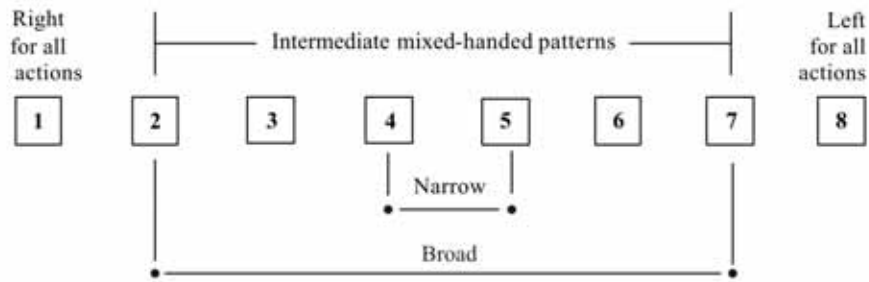 Right
for all
actions
Intermediate mixed-handed patterns
Left
for all
actions
1 2 3 4 5 6 7 8
Narrow
Broad